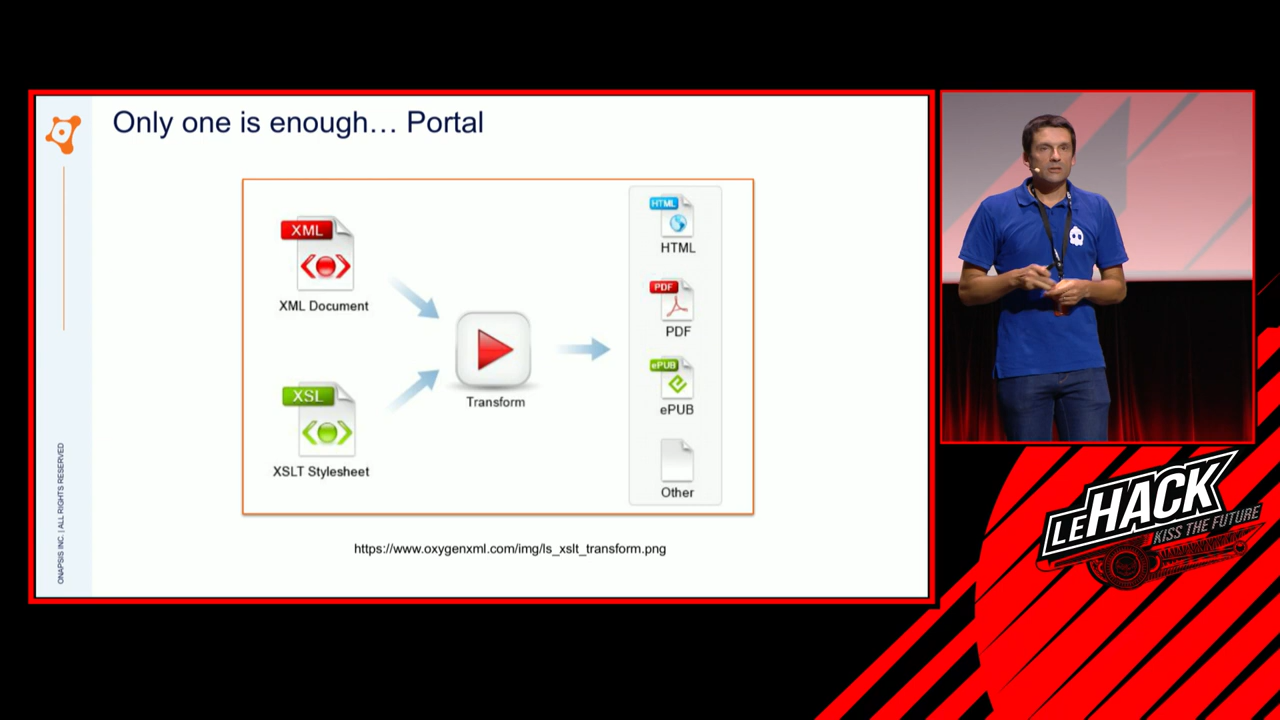 Only one is enough… Portal
XML
XML Document
XSL
XSLT Stylesheet
Transform
HTML
HTML
PDF
PDF
ePUB
ePUB
Other
https://www.oxygenxml.com/img/ls_xslt_transform.png
ONAPSIS INC. | ALL RIGHTS RESERVED
LEHACK
KISS THE FUTURE